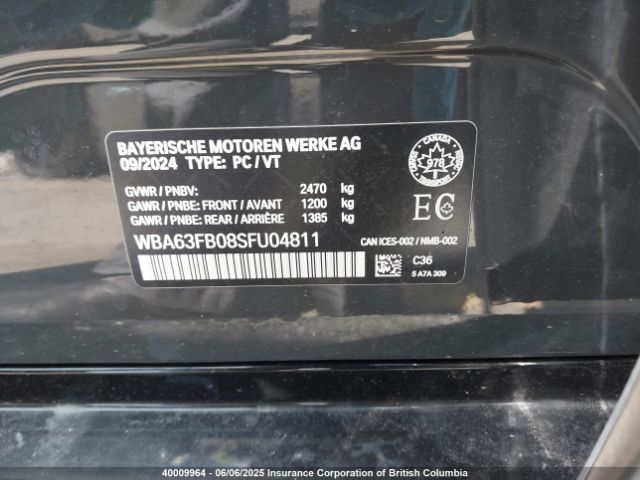 BAYERISCHE MOTOREN WERKE AG
09/2024 TYPE: PC / VT
GVWR / PNBV: 2470 kg
GAWR / PNBE: FRONT / AVANT 1200 kg
GAWR / PNBE: REAR / ARRIÈRE 1385 kg
WBA63FB08SFU04811
CANADA
978
TRANSPORT
EC
CAN ICES-002 / NMB-002
C36
5 A7A 309
40009964 - 06/06/2025 Insurance Corporation of British Columbia